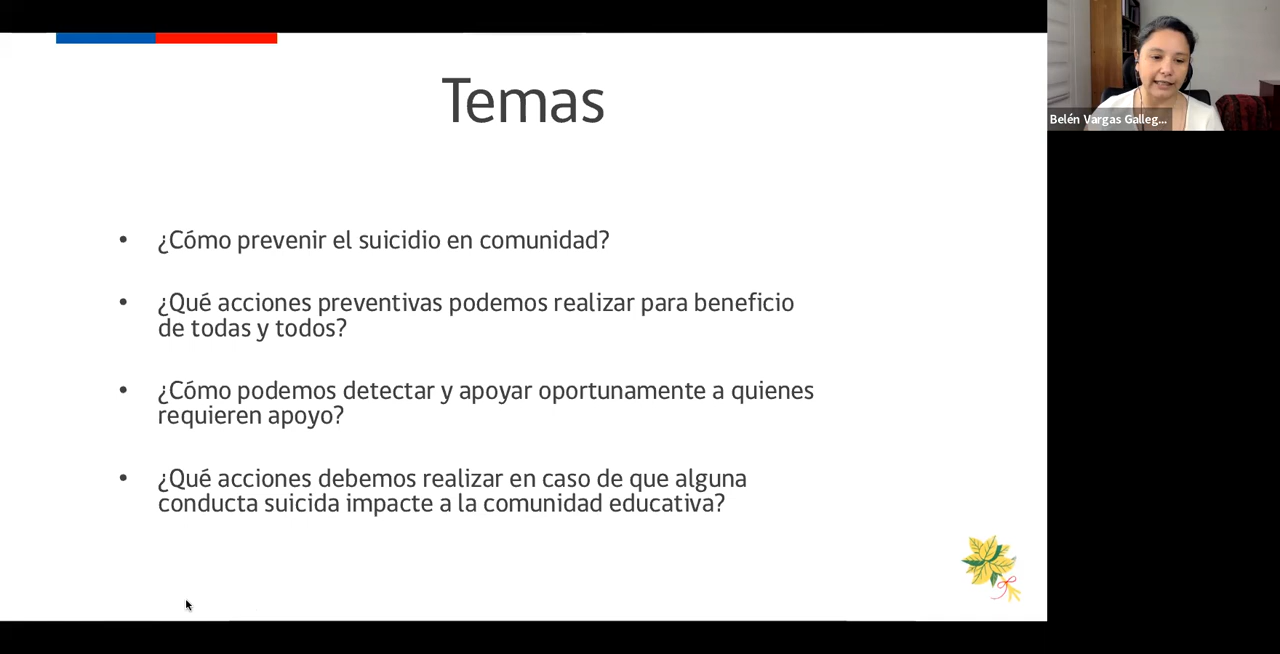 Temas
• ¿Cómo prevenir el suicidio en comunidad?
• ¿Qué acciones preventivas podemos realizar para beneficio
de todas y todos?
• ¿Cómo podemos detectar y apoyar oportunamente a quienes
requieren apoyo?
• ¿Qué acciones debemos realizar en caso de que alguna
conducta suicida impacte a la comunidad educativa?
Belén Vargas Galleg...